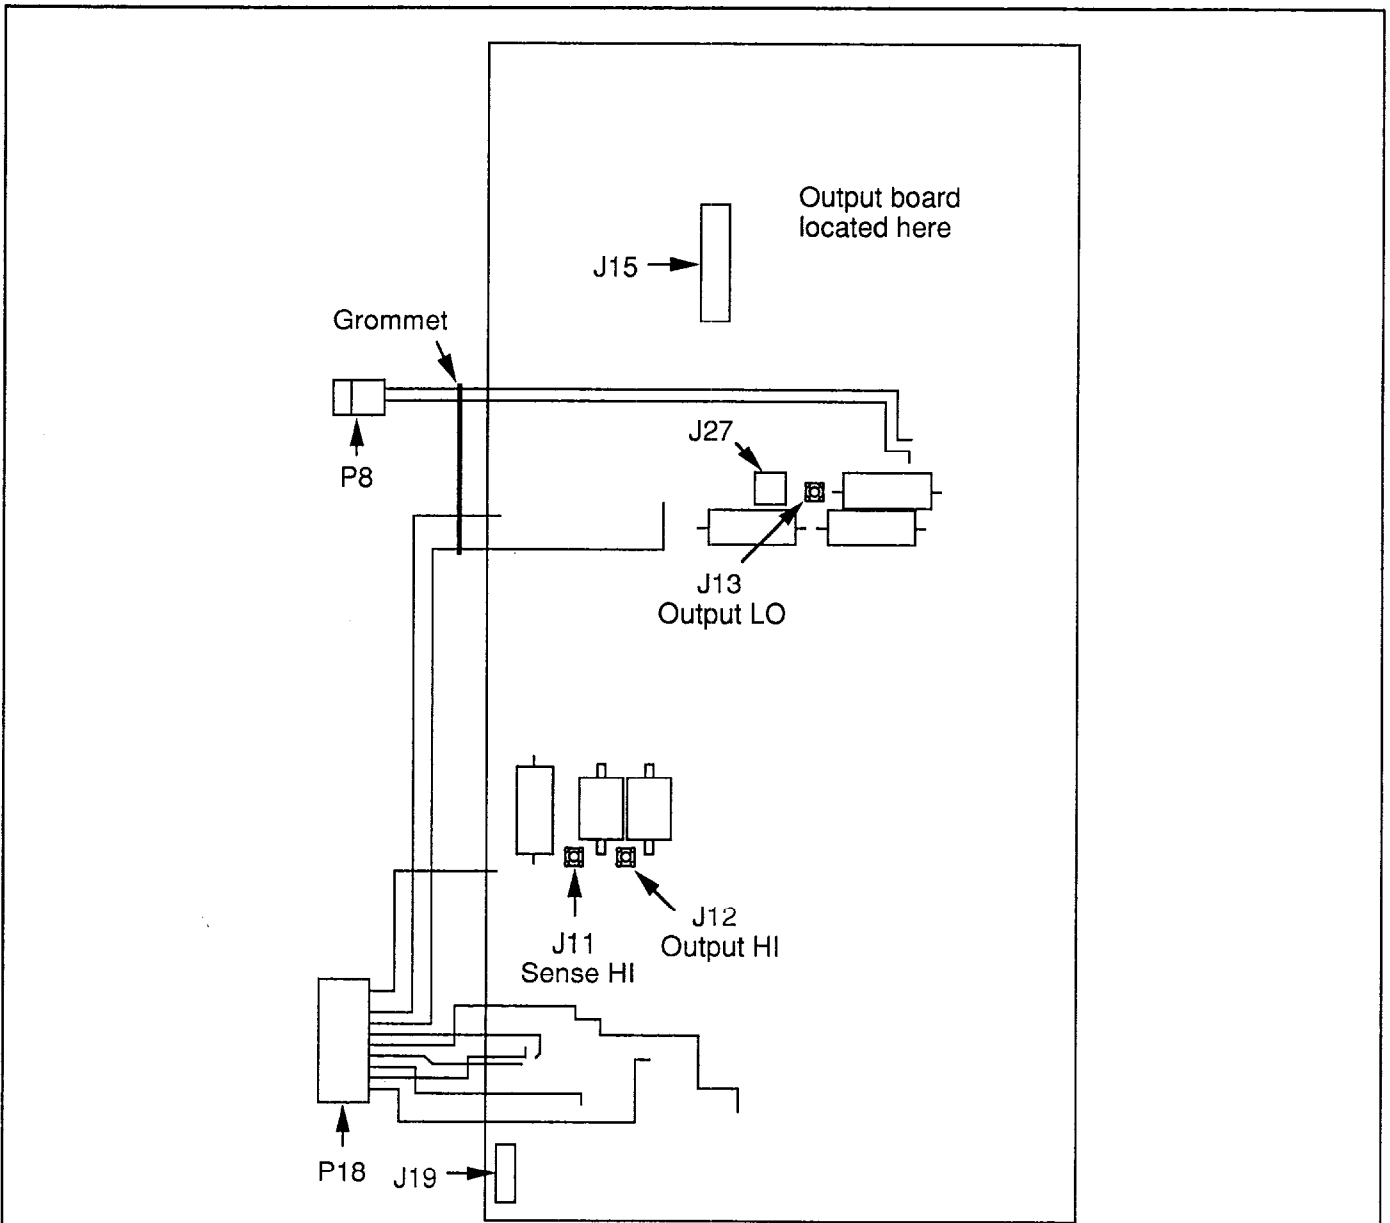 Output board
located here
J15
Grommet
P8
J27
J13
Output LO
J12
Output HI
J11
Sense HI
P18
J19